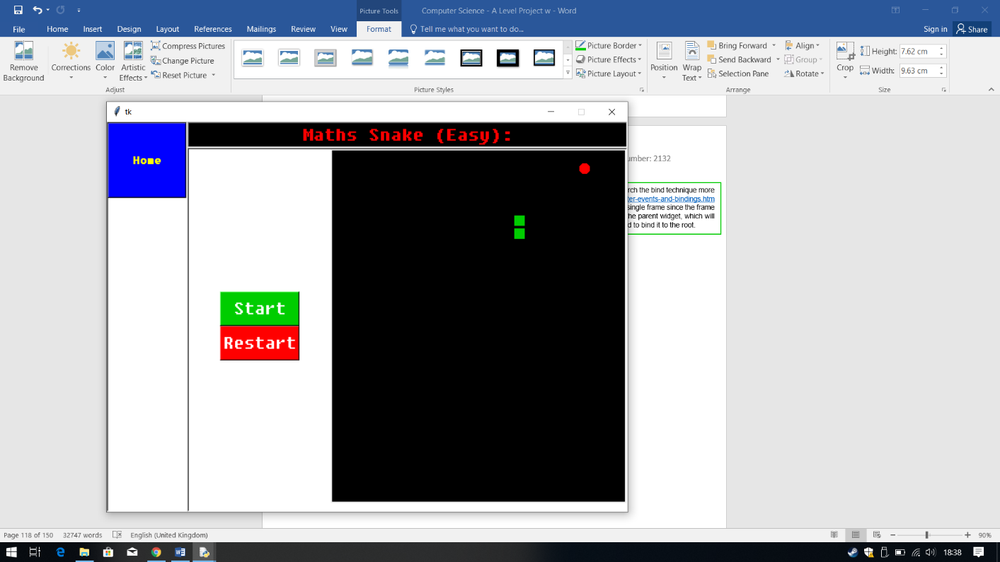 Picture Tools
Computer Science - A Level Project w - Word
File Home Insert Design Layout References Mailings Review View Format Tell me what you want to do... Sign in Share
Remove Background
Corrections
Color
Artistic Effects
Compress Pictures
Change Picture
Reset Picture
Adjust
Picture Styles
Picture Border
Picture Effects
Picture Layout
Position
Wrap Text
Bring Forward
Send Backward
Selection Pane
Align
Group
Rotate
Arrange
Crop
Height: 7.62 cm
Width: 9.63 cm
Size
tk
Home
Maths Snake (Easy):
Start
Restart
umber: 2132
rch the bind technique more
ter-events-and-bindings.htm
single frame since the frame
he parent widget, which will
d to bind it to the root.
Page 118 of 150 32747 words English (United Kingdom) 90%
18:38